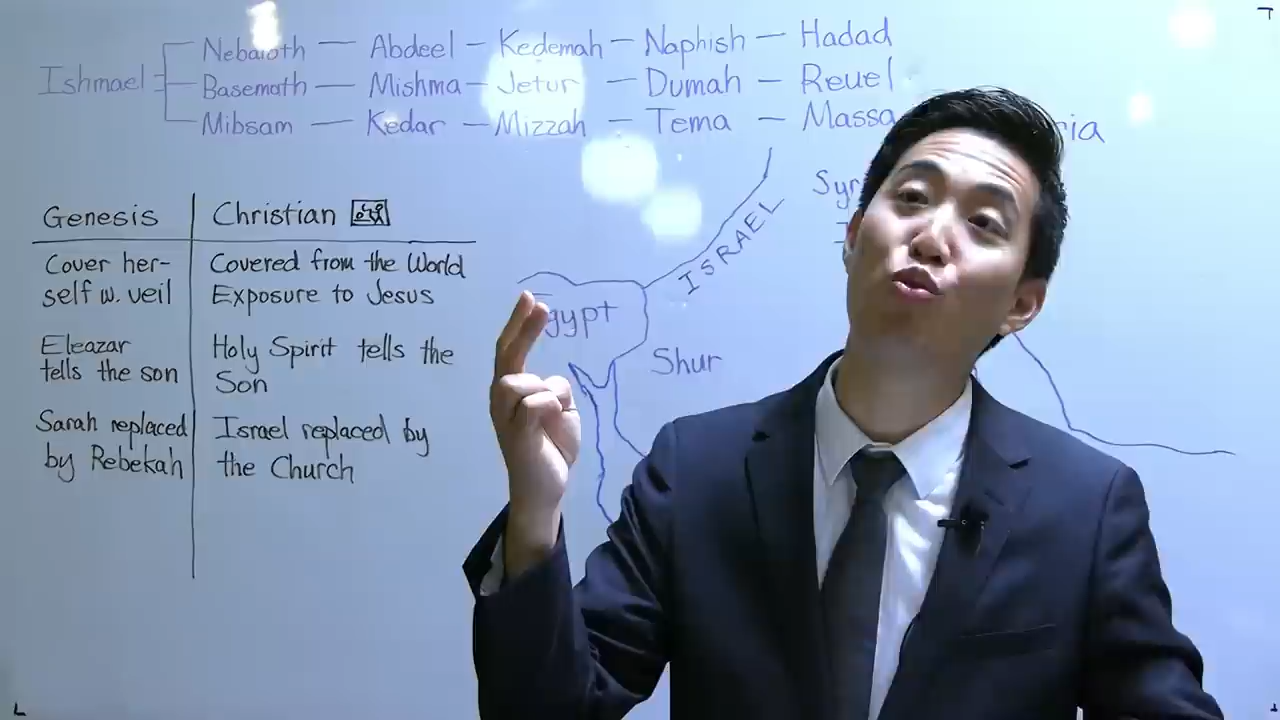 Nebaioth — Abdeel — Kedemah — Naphish — Hadad
Ishmael
Basemath — Mishma — Jetur — Dumah — Reuel
Mibsam — Kedar — Mizzah — Tema — Massa
Genesis
Christian
Cover her-
self w. veil
Covered from the World
Exposure to Jesus
Eleazar
tells the son
Holy Spirit tells the
Son
Sarah replaced
by Rebekah
Israel replaced by
the Church
ISRAEL
Shur